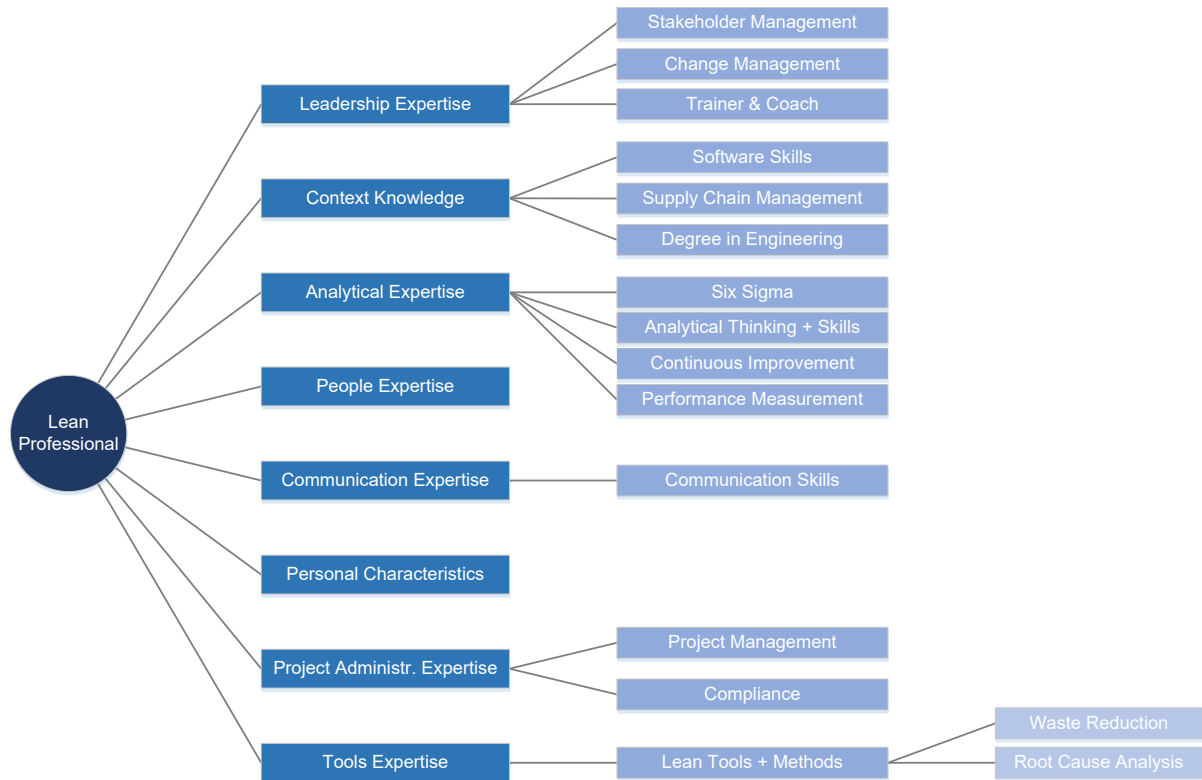 Lean
Professional
Leadership Expertise
Stakeholder Management
Change Management
Trainer & Coach
Context Knowledge
Software Skills
Supply Chain Management
Degree in Engineering
Analytical Expertise
Six Sigma
Analytical Thinking + Skills
Continuous Improvement
Performance Measurement
People Expertise
Communication Expertise
Communication Skills
Personal Characteristics
Project Administr. Expertise
Project Management
Compliance
Tools Expertise
Lean Tools + Methods
Waste Reduction
Root Cause Analysis